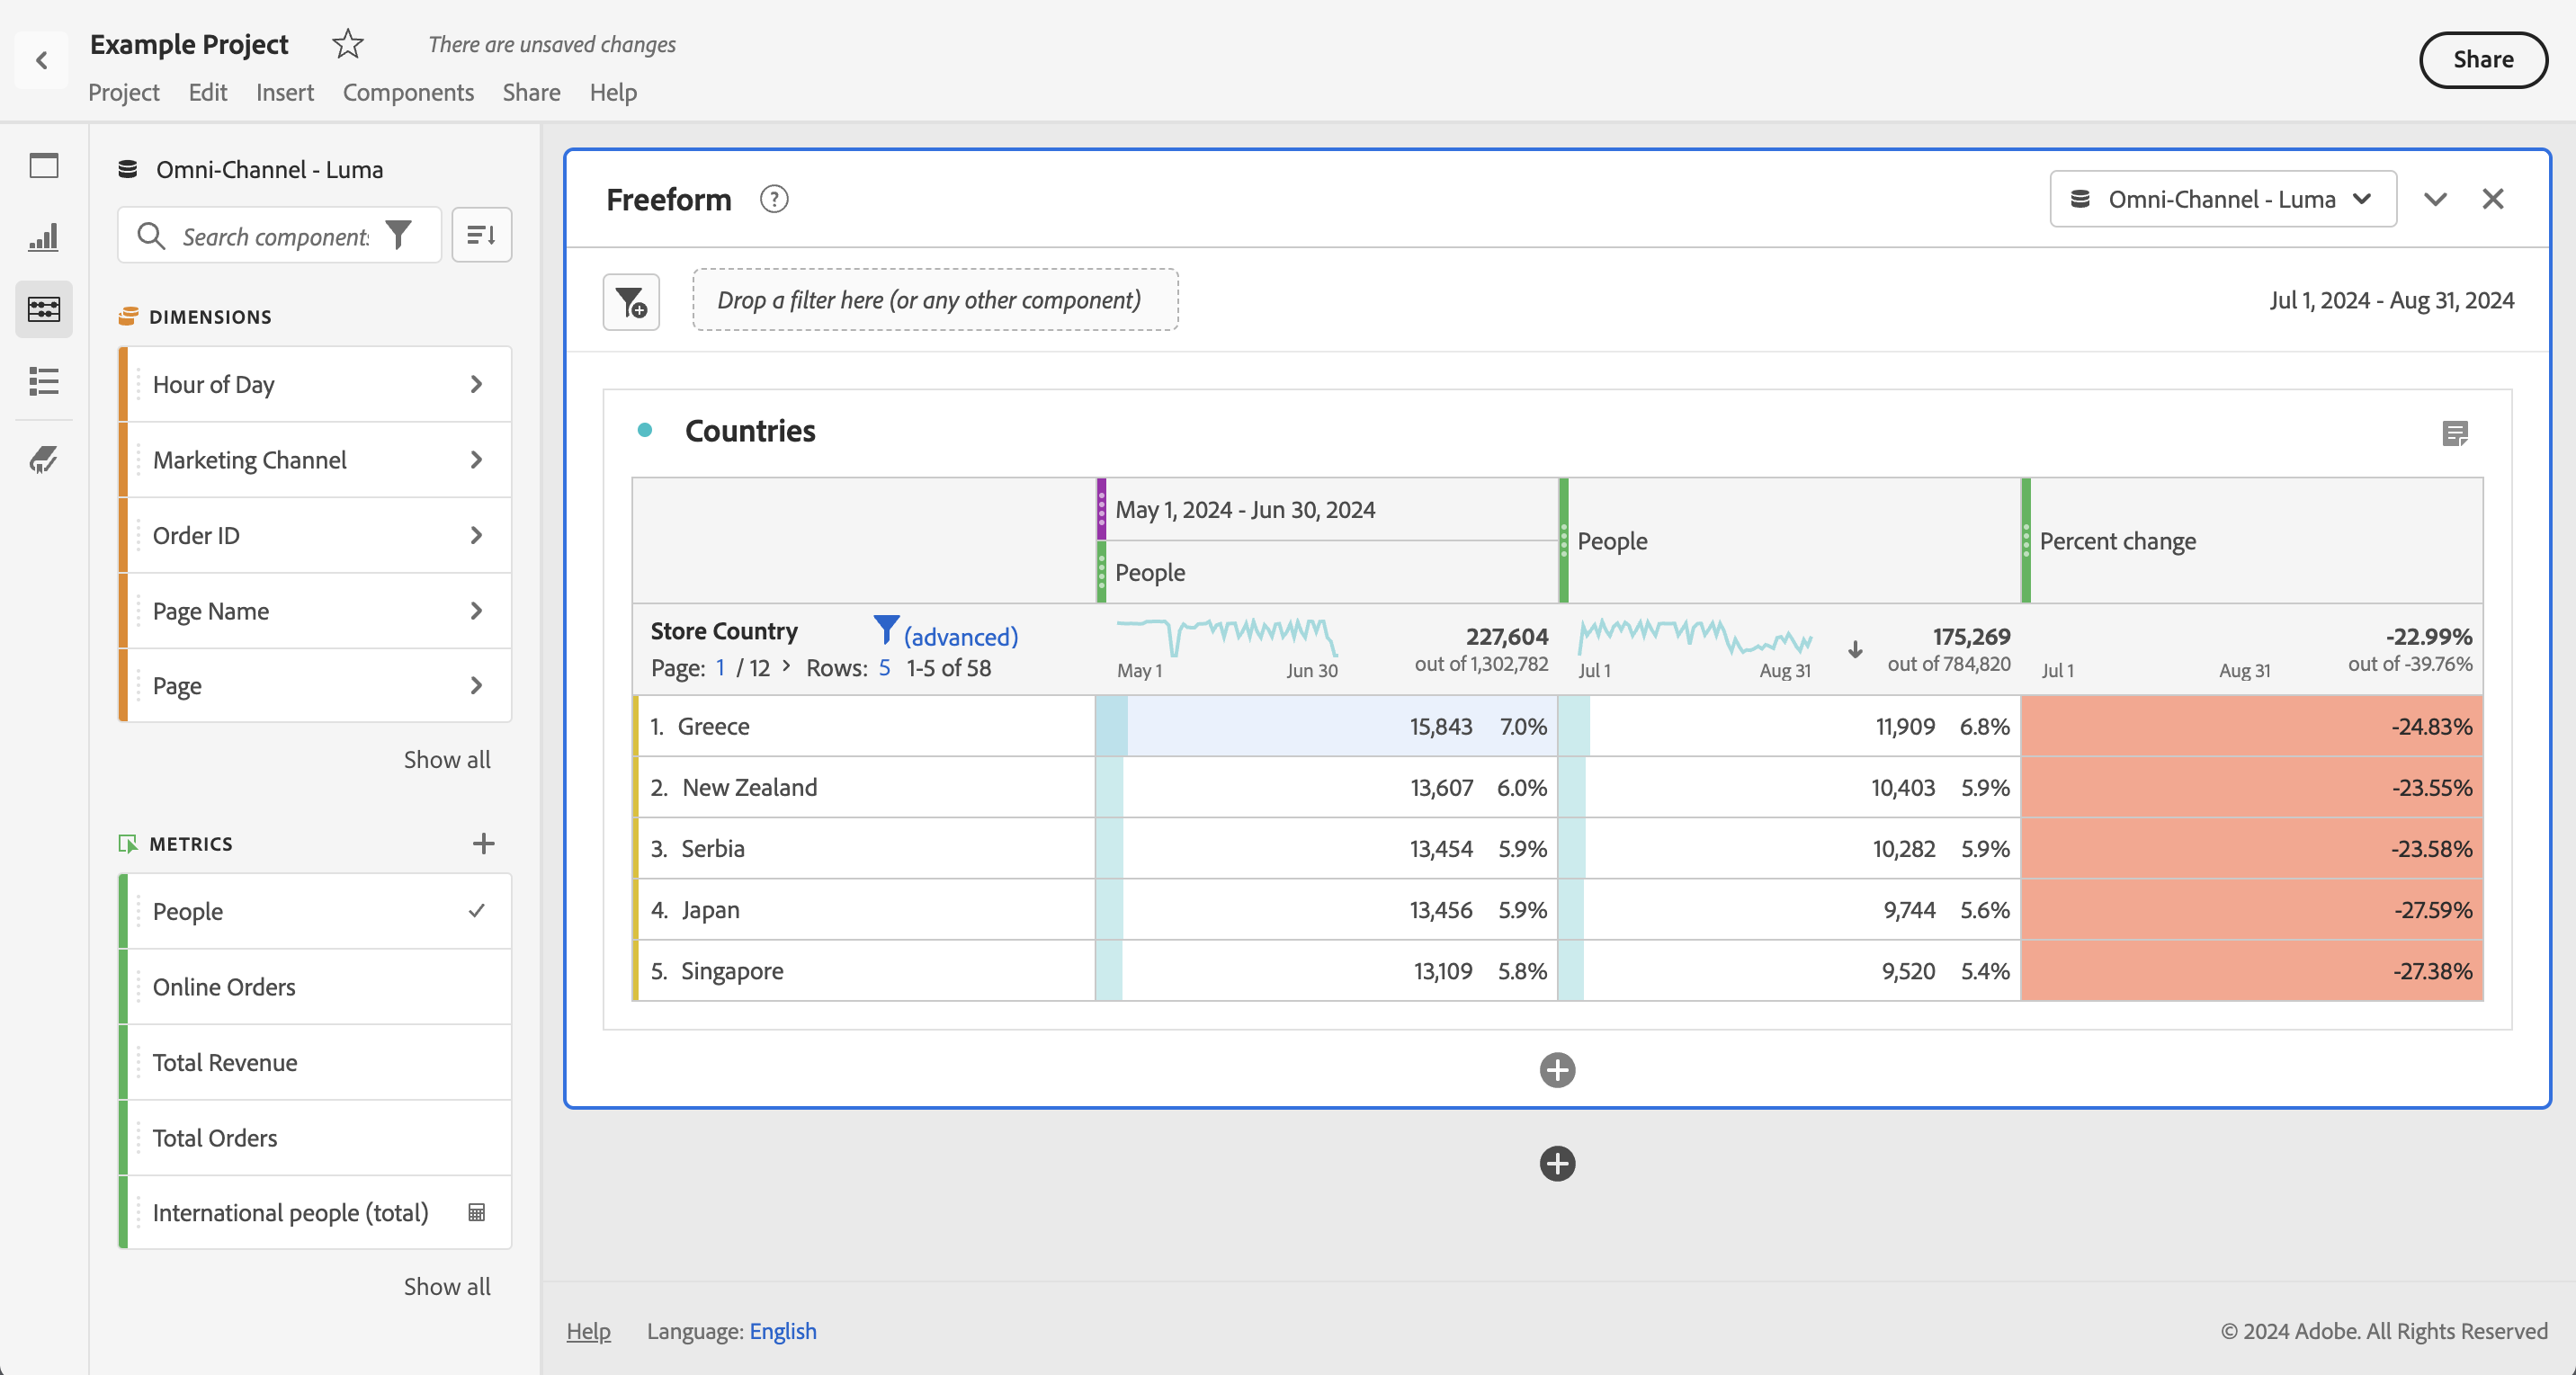 Example Project
There are unsaved changes
Share
Project Edit Insert Components Share Help
Omni-Channel - Luma
Search component
DIMENSIONS
Hour of Day
Marketing Channel
Order ID
Page Name
Page
Show all
METRICS
People
Online Orders
Total Revenue
Total Orders
International people (total)
Show all
Freeform
?
Omni-Channel - Luma
Drop a filter here (or any other component)
Jul 1, 2024 - Aug 31, 2024
Countries
May 1, 2024 - Jun 30, 2024
People
People
Percent change
Store Country (advanced)
Page: 1 / 12 > Rows: 5 1-5 of 58
May 1 Jun 30
227,604
out of 1,302,782
Jul 1 Aug 31
175,269
out of 784,820
Jul 1 Aug 31
-22.99%
out of -39.76%
1. Greece 15,843 7.0% 11,909 6.8% -24.83%
2. New Zealand 13,607 6.0% 10,403 5.9% -23.55%
3. Serbia 13,454 5.9% 10,282 5.9% -23.58%
4. Japan 13,456 5.9% 9,744 5.6% -27.59%
5. Singapore 13,109 5.8% 9,520 5.4% -27.38%
Help Language: English
© 2024 Adobe. All Rights Reserved